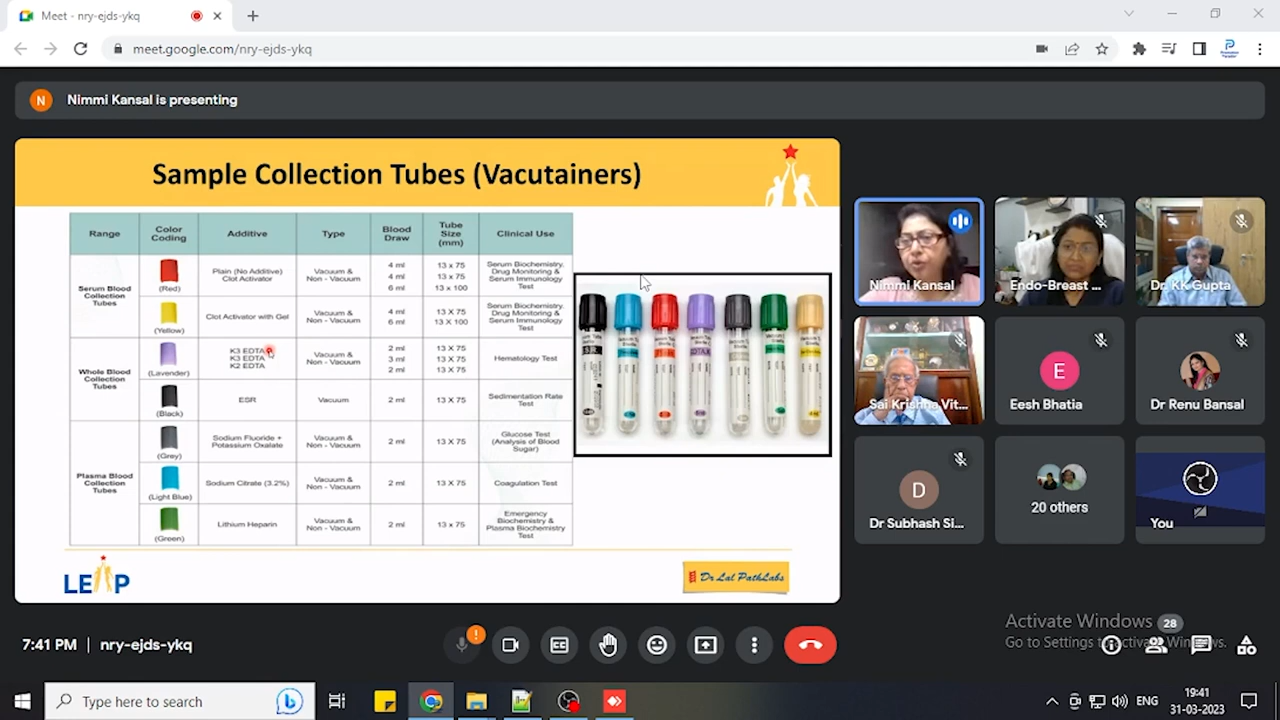 Meet - nry-ejds-ykq
meet.google.com/nry-ejds-ykq
N Nimmi Kansal is presenting
Sample Collection Tubes (Vacutainers)
Range Color Coding Additive Type Blood Draw Tube Size (mm) Clinical Use
Serum Blood Collection Tubes
(Red) Plain (No Additive) Clot Activator Vacuum & Non - Vacuum 4 ml 4 ml 6 ml 13 x 75 13 x 75 13 x 100 Serum Biochemistry. Drug Monitoring & Serum Immunology Test
(Yellow) Clot Activator with Gel Vacuum & Non - Vacuum 4 ml 6 ml 13 X 75 13 X 100 Serum Biochemistry. Drug Monitoring & Serum Immunology Test
Whole Blood Collection Tubes
(Lavender) K3 EDTA K3 EDTA K2 EDTA Vacuum & Non - Vacuum 2 ml 3 ml 2 ml 13 X 75 13 X 75 13 X 75 Hematology Test
(Black) ESR Vacuum 2 ml 13 X 75 Sedimentation Rate Test
Plasma Blood Collection Tubes
(Grey) Sodium Fluoride + Potassium Oxalate Vacuum & Non - Vacuum 2 ml 13 X 75 Glucose Test (Analysis of Blood Sugar)
(Light Blue) Sodium Citrate (3.2%) Vacuum & Non - Vacuum 2 ml 13 X 75 Coagulation Test
(Green) Lithium Heparin Vacuum & Non - Vacuum 2 ml 13 x 75 Emergency Biochemistry & Plasma Biochemistry Test
ESR
EDTA
LEAP
Dr Lal PathLabs
Nimmi Kansal
Endo-Breast ...
Dr. KK Gupta
Sai Krishna Vit...
E
Eesh Bhatia
Dr Renu Bansal
D
Dr Subhash Si...
20 others
You
Activate Windows
Go to Settings to activate Windows.
28
7:41 PM | nry-ejds-ykq
Type here to search
ENG
19:41
31-03-2023